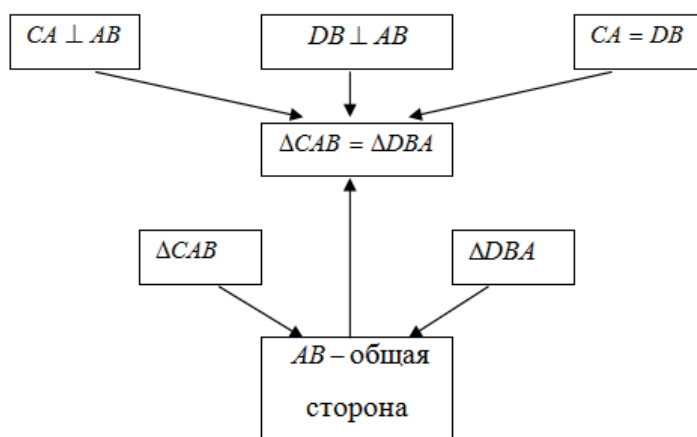 CA ⊥ AB
DB ⊥ AB
CA = DB
ΔCAB = ΔDBA
ΔCAB
ΔDBA
AB – общая
сторона